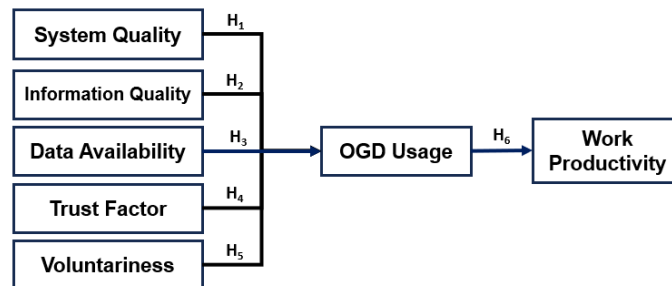 System Quality
H₁
Information Quality
H₂
Data Availability
H₃
Trust Factor
H₄
Voluntariness
H₅
OGD Usage
H₆
Work
Productivity